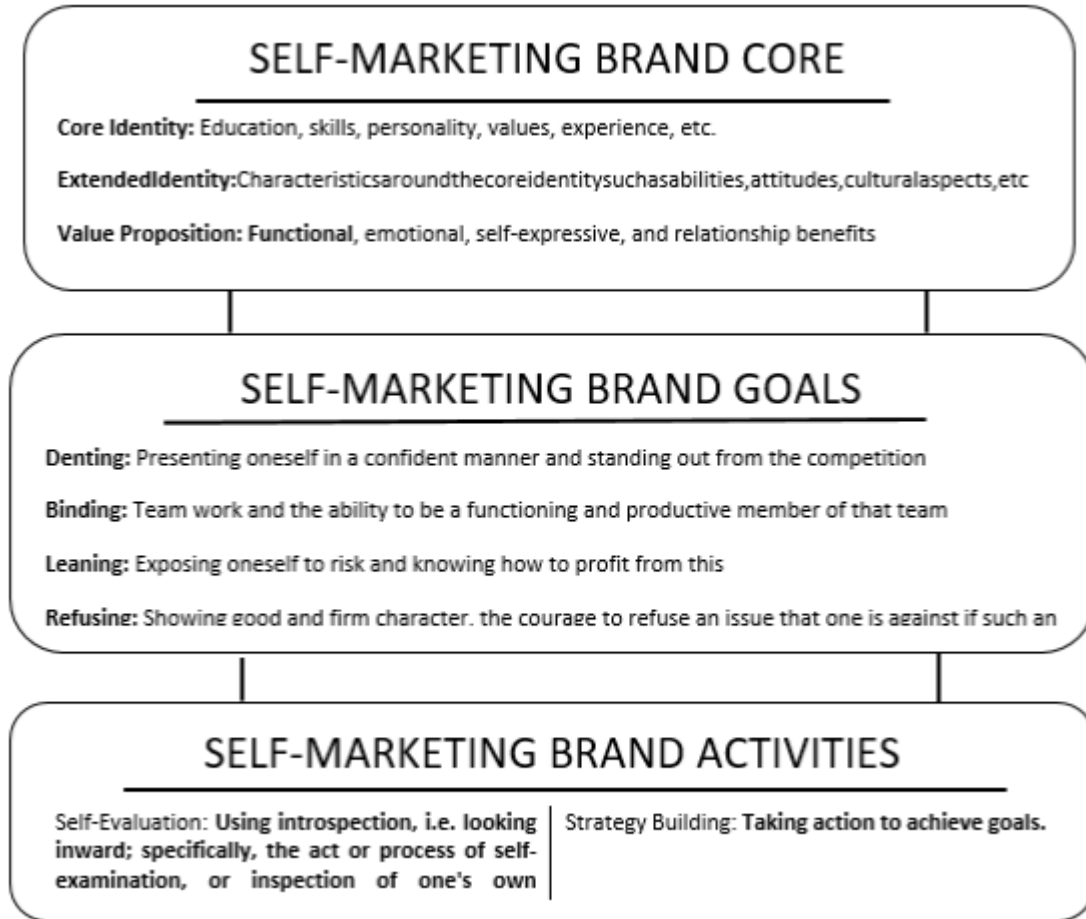 SELF-MARKETING BRAND CORE
Core Identity: Education, skills, personality, values, experience, etc.
ExtendedIdentity:Characteristicsaroundthecoreidentitysuchasabilities,attitudes,culturalaspects,etc
Value Proposition: Functional, emotional, self-expressive, and relationship benefits
SELF-MARKETING BRAND GOALS
Denting: Presenting oneself in a confident manner and standing out from the competition
Binding: Team work and the ability to be a functioning and productive member of that team
Leaning: Exposing oneself to risk and knowing how to profit from this
Refusing: Showing good and firm character, the courage to refuse an issue that one is against if such an
SELF-MARKETING BRAND ACTIVITIES
Self-Evaluation: Using introspection, i.e. looking
inward; specifically, the act or process of self-
examination, or inspection of one's own
Strategy Building: Taking action to achieve goals.